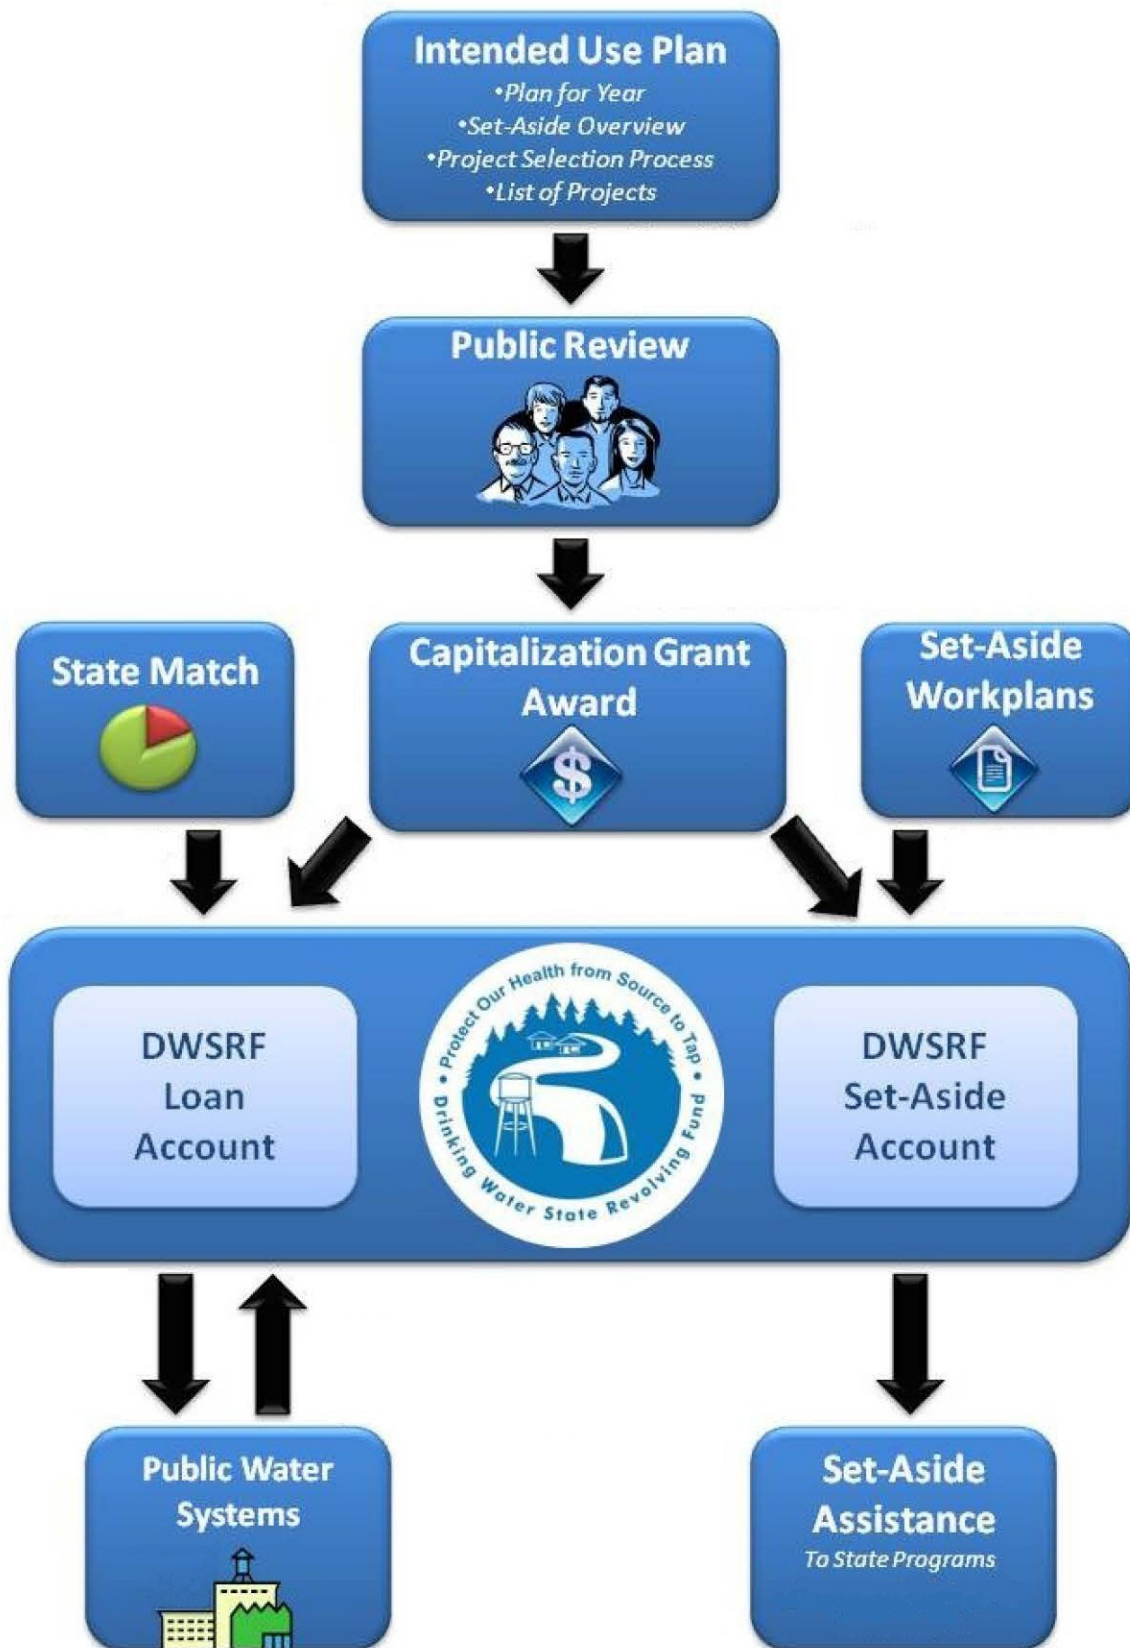 Intended Use Plan
•Plan for Year
•Set-Aside Overview
•Project Selection Process
•List of Projects
Public Review
State Match
Capitalization Grant
Award
$
Set-Aside
Workplans
DWSRF
Loan
Account
• Protect Our Health from Source to Tap •
Drinking Water State Revolving Fund
DWSRF
Set-Aside
Account
Public Water
Systems
Set-Aside
Assistance
To State Programs